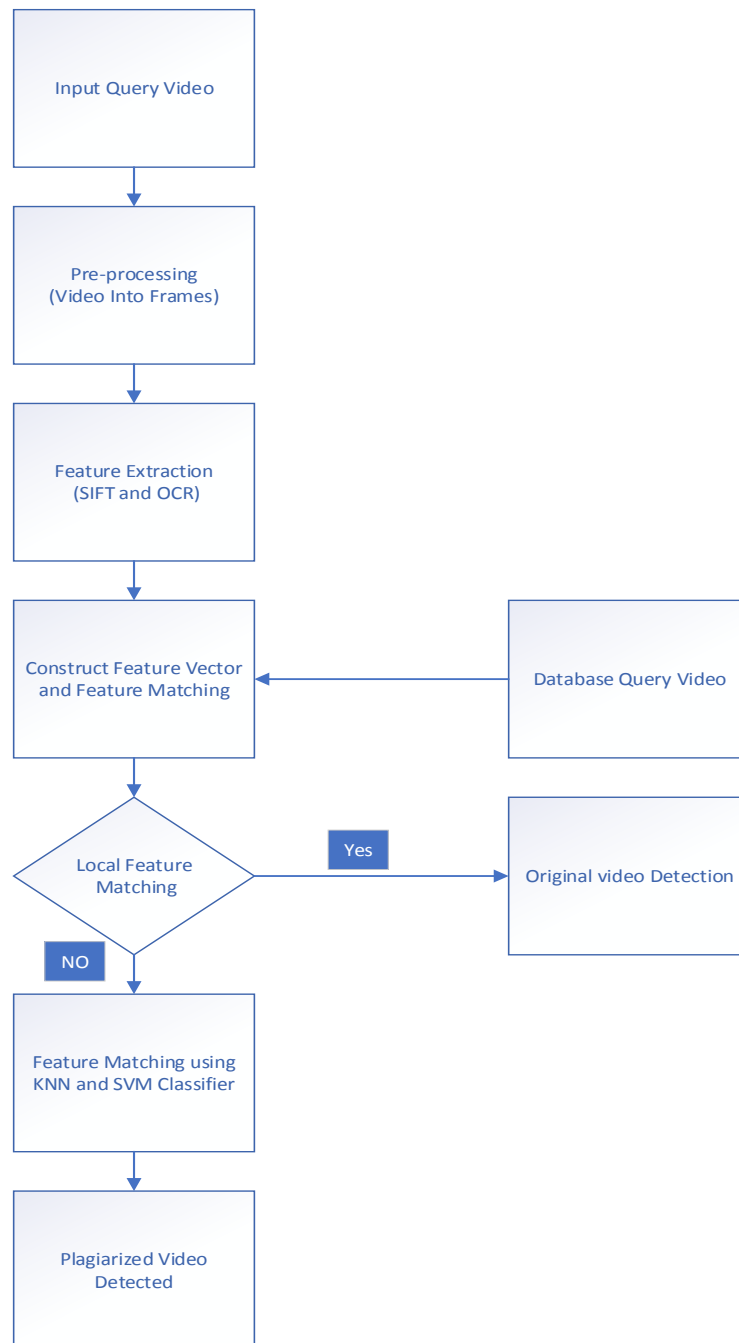 Input Query Video
Pre-processing
(Video Into Frames)
Feature Extraction
(SIFT and OCR)
Construct Feature Vector
and Feature Matching
Database Query Video
Local Feature
Matching
Yes
Original video Detection
NO
Feature Matching using
KNN and SVM Classifier
Plagiarized Video
Detected